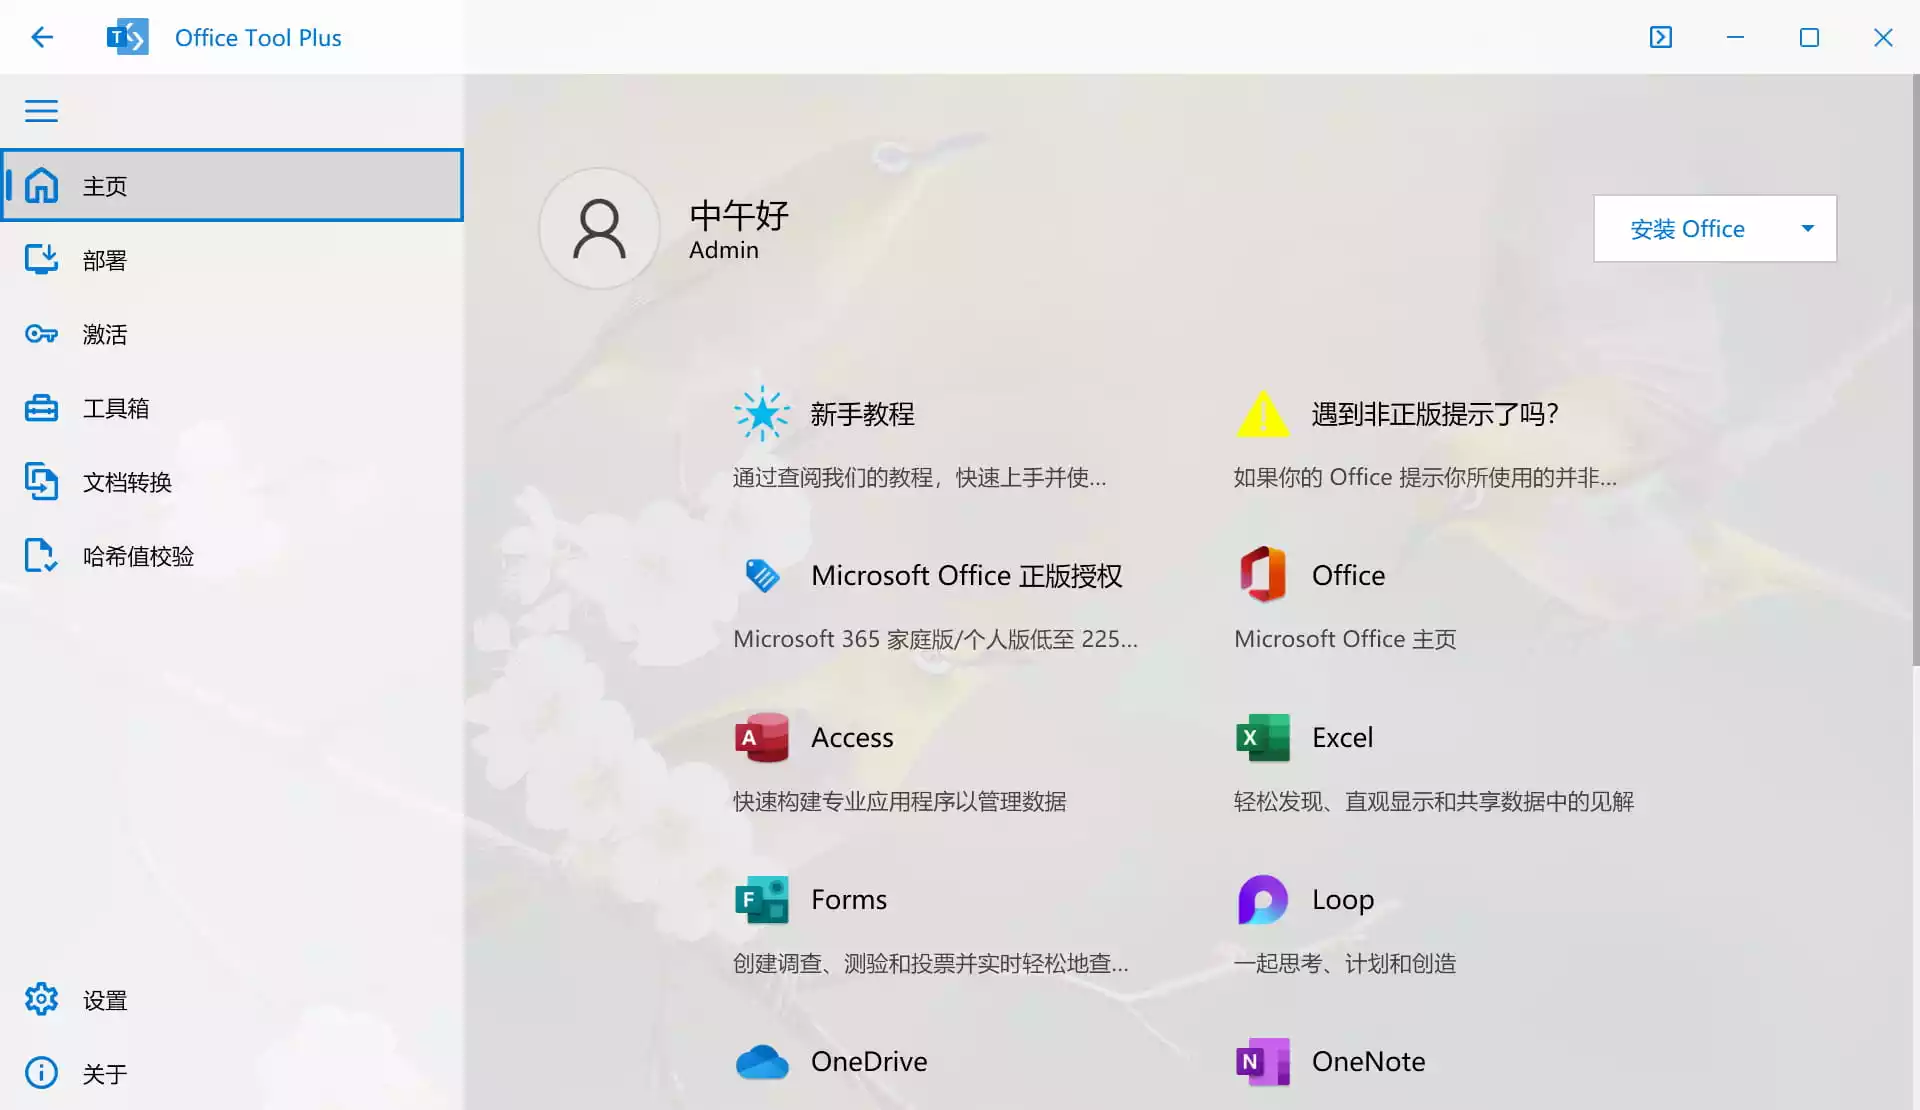 Office Tool Plus
主页
部署
激活
工具箱
文档转换
哈希值校验
设置
关于
中午好
Admin
安装 Office
新手教程
通过查阅我们的教程，快速上手并使...
遇到非正版提示了吗?
如果你的 Office 提示你所使用的并非...
Microsoft Office 正版授权
Microsoft 365 家庭版/个人版低至 225...
Office
Microsoft Office 主页
Access
快速构建专业应用程序以管理数据
Excel
轻松发现、直观显示和共享数据中的见解
Forms
创建调查、测验和投票并实时轻松地查...
Loop
一起思考、计划和创造
OneDrive
OneNote